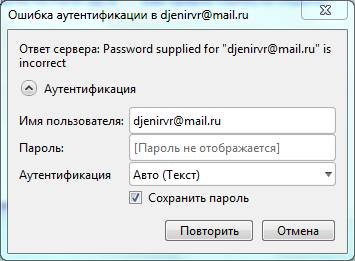 Ошибка аутентификации в djenirvr@mail.ru
Ответ сервера: Password supplied for "djenirvr@mail.ru" is
incorrect
Аутентификация
Имя пользователя: djenirvr@mail.ru
Пароль: [Пароль не отображается]
Аутентификация Авто (Текст)
Сохранить пароль
Повторить Отмена